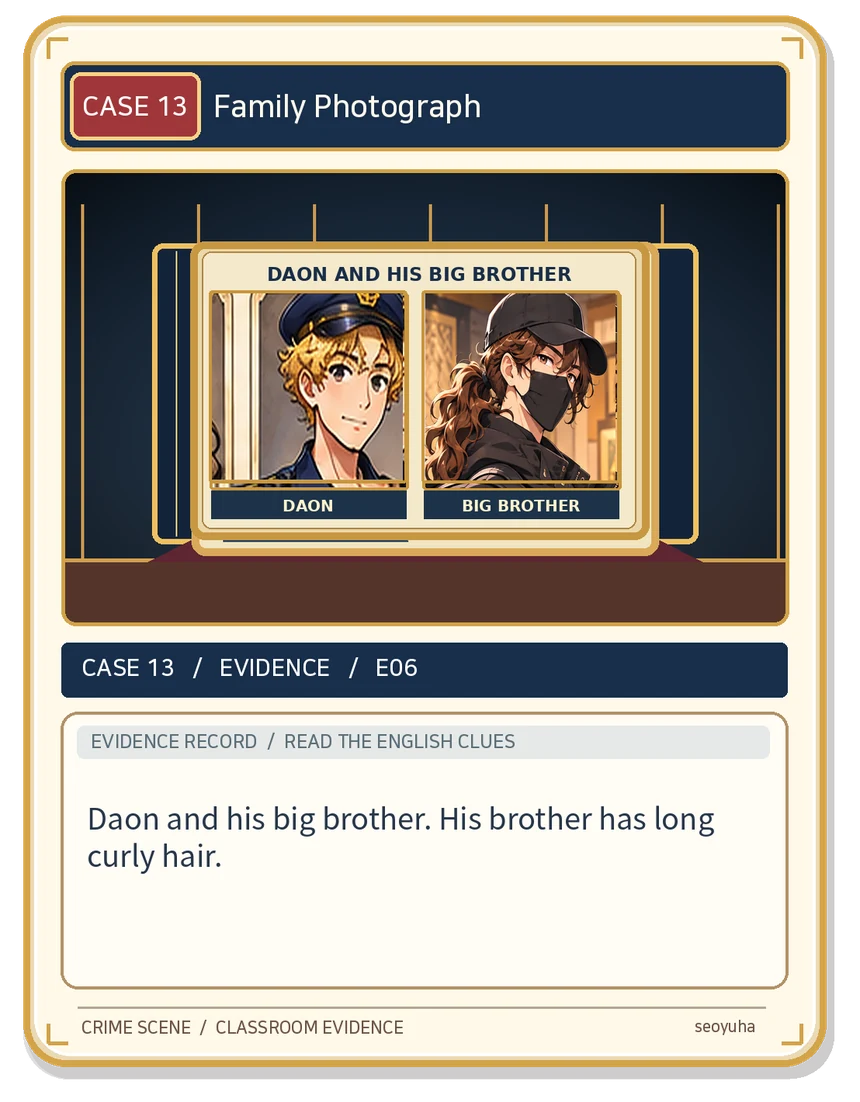 CASE 13 Family Photograph
DAON AND HIS BIG BROTHER
DAON BIG BROTHER
CASE 13 / EVIDENCE / E06
EVIDENCE RECORD / READ THE ENGLISH CLUES
Daon and his big brother. His brother has long
curly hair.
CRIME SCENE / CLASSROOM EVIDENCE seoyuha